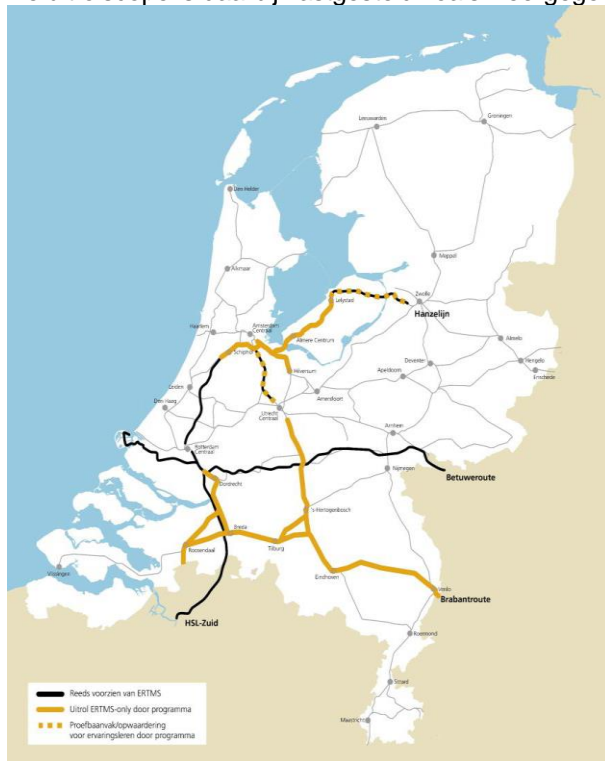 Leeuwarden
Groningen
Den Helder
Meppel
Alkmaar
Zwolle
Lelystad
Hanzelijn
Haarlem
Amsterdam
Centraal
Almere Centrum
Almelo
Schiphol
Hengelo
Deventer
Hilversum
Apeldoorn
Enschede
Leiden
Amersfoort
Den Haag
Utrecht
Centraal
Arnhem
Rotterdam
Centraal
Nijmegen
Betuweroute
Dordrecht
's-Hertogenbosch
Breda
Roosendaal
Tilburg
Vlissingen
Eindhoven
Venlo
Brabantroute
HSL-Zuid
Roermond
Sittard
Reeds voorzien van ERTMS
Uitrol ERTMS-only door programma
Maastricht
Proefbaanvak/opwaardering
voor ervaringsleren door programma